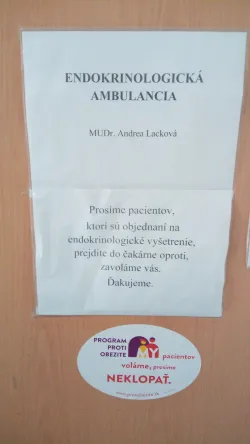 ENDOKRINOLOGICKÁ
AMBULANCIA
MUDr. Andrea Lacková
Prosíme pacientov,
ktorí sú objednaní na
endokrinologické vyšetrenie,
prejdite do čakáme oproti,
zavoláme vás.
Ďakujeme.
PROGRAM
PROTI
OBEZITE
pacientov
voláme, prosíme
NEKLOPAŤ.